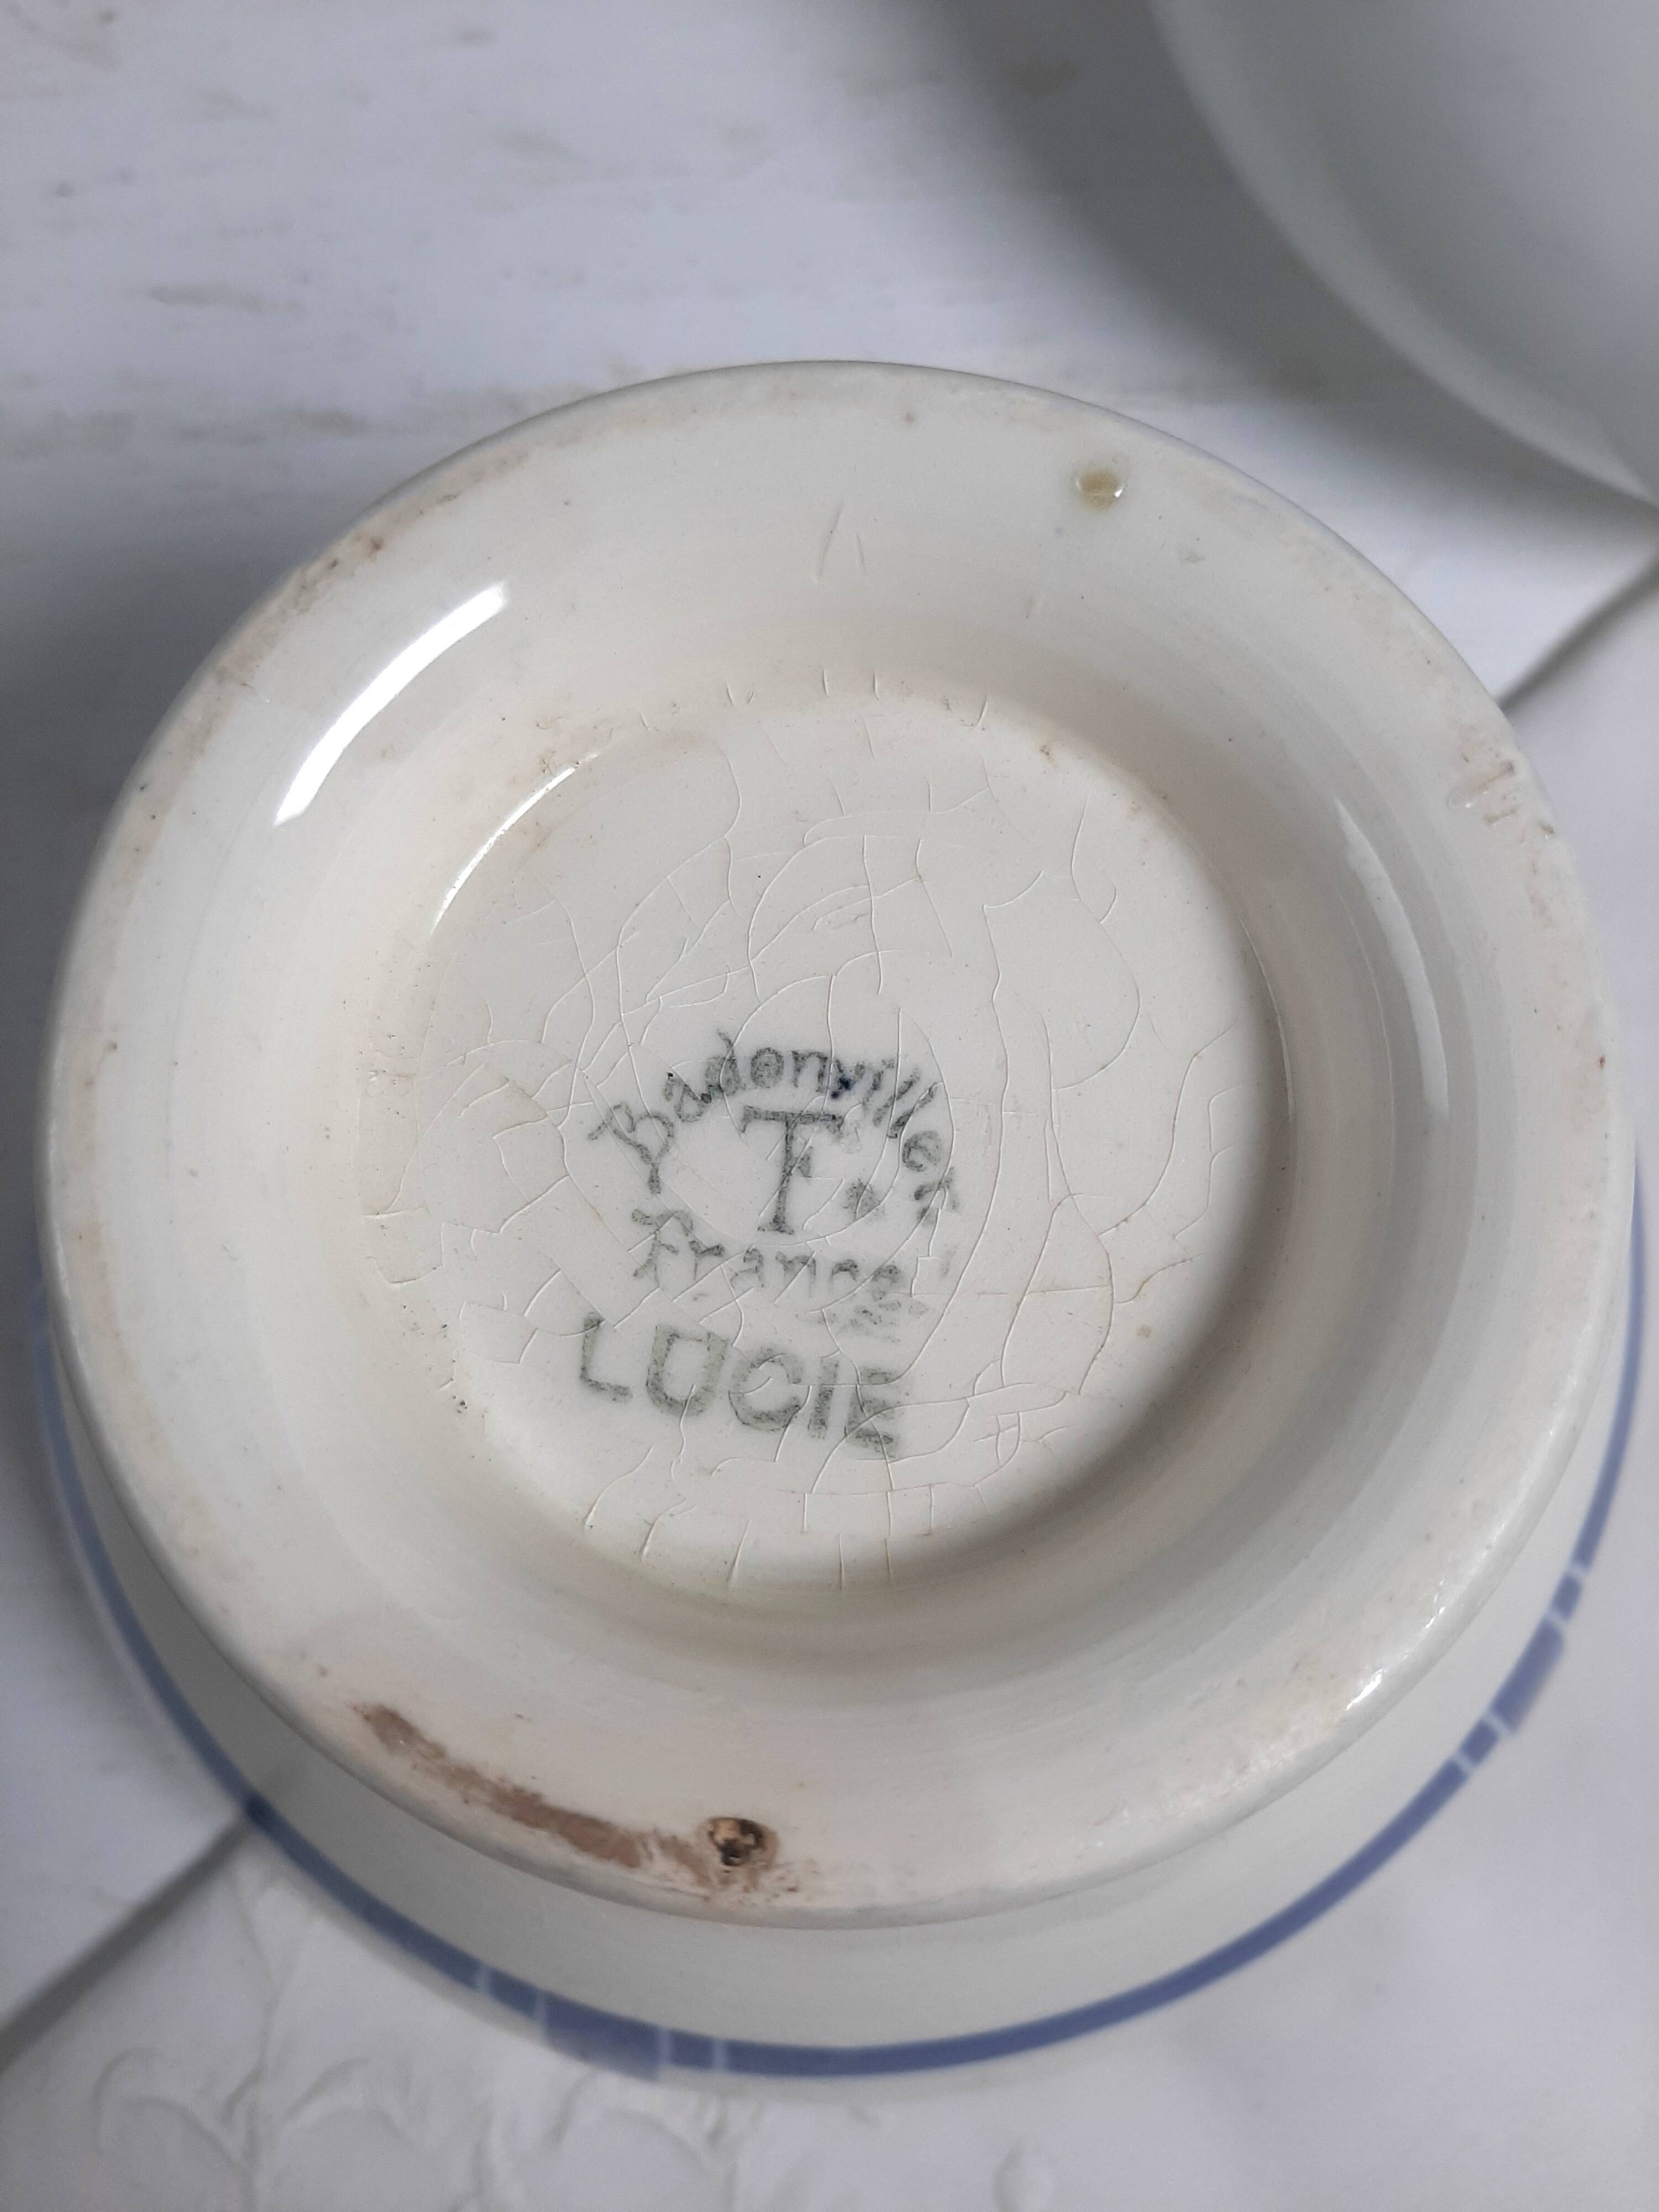 Badonviller
F.
France
LUCIE